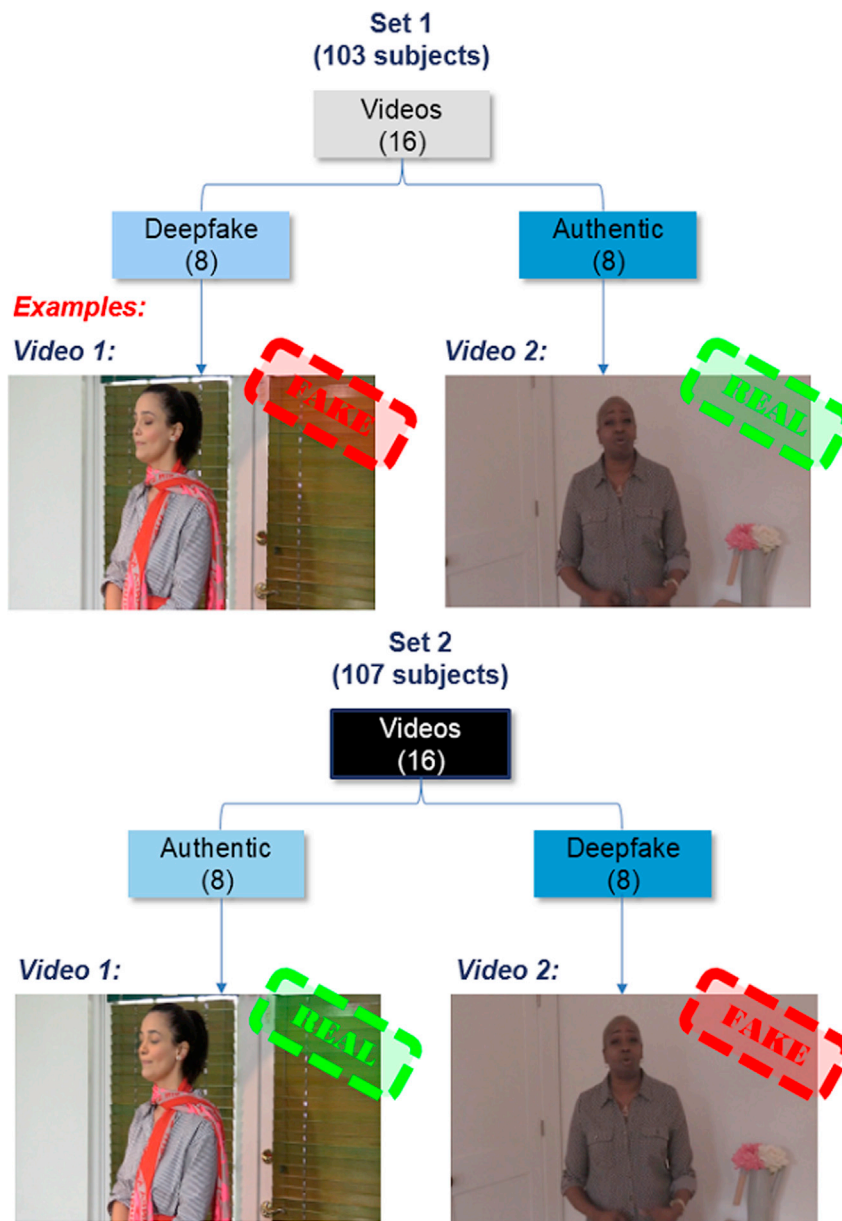 Set 1
(103 subjects)
Videos
(16)
Deepfake
(8)
Authentic
(8)
Examples:
Video 1:
Video 2:
FAKE
REAL
Set 2
(107 subjects)
Videos
(16)
Authentic
(8)
Deepfake
(8)
Video 1:
Video 2:
REAL
FAKE